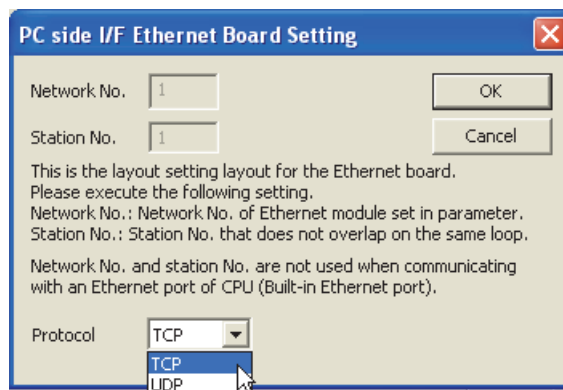 PC side I/F Ethernet Board Setting
Network No. 1 OK
Station No. 1 Cancel
This is the layout setting layout for the Ethernet board.
Please execute the following setting.
Network No.: Network No. of Ethernet module set in parameter.
Station No.: Station No. that does not overlap on the same loop.
Network No. and station No. are not used when communicating
with an Ethernet port of CPU (Built-in Ethernet port).
Protocol TCP
TCP
UDP